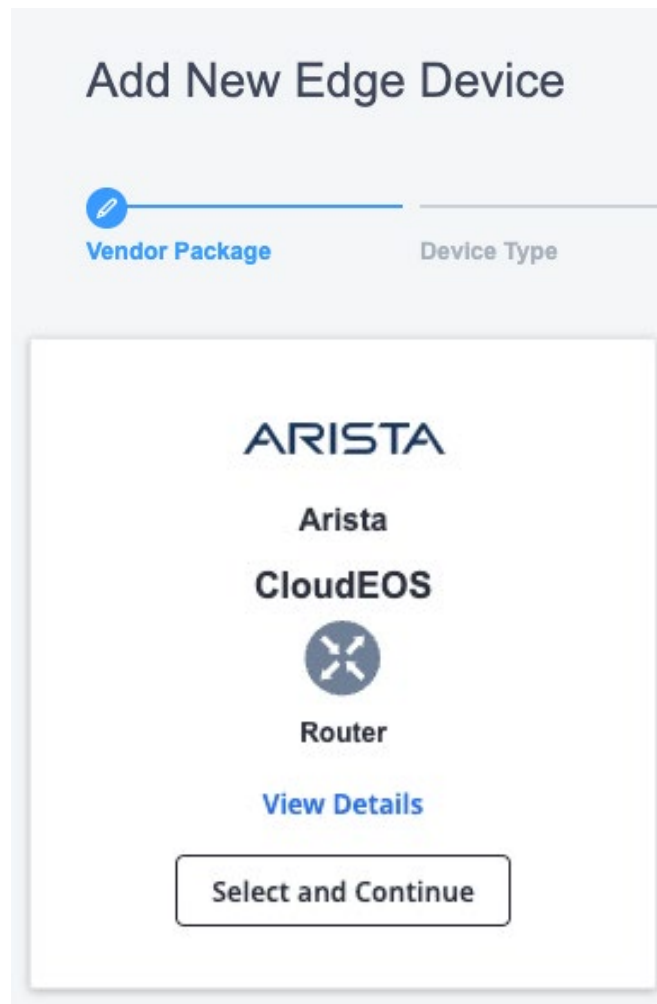 Add New Edge Device
Vendor Package
Device Type
ARISTA
Arista
CloudEOS
Router
View Details
Select and Continue